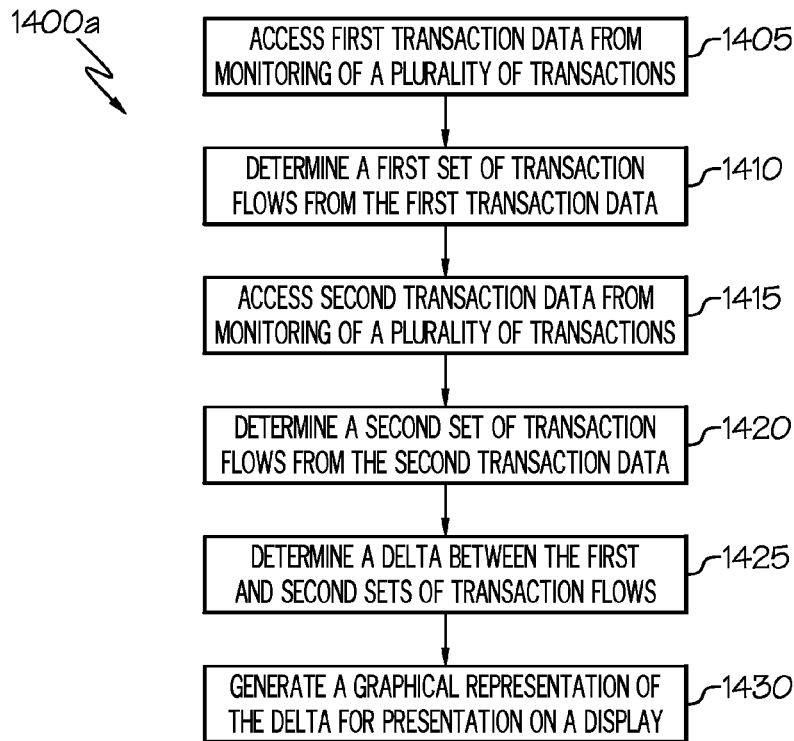 1400a
ACCESS FIRST TRANSACTION DATA FROM
MONITORING OF A PLURALITY OF TRANSACTIONS
1405
DETERMINE A FIRST SET OF TRANSACTION
FLOWS FROM THE FIRST TRANSACTION DATA
1410
ACCESS SECOND TRANSACTION DATA FROM
MONITORING OF A PLURALITY OF TRANSACTIONS
1415
DETERMINE A SECOND SET OF TRANSACTION
FLOWS FROM THE SECOND TRANSACTION DATA
1420
DETERMINE A DELTA BETWEEN THE FIRST
AND SECOND SETS OF TRANSACTION FLOWS
1425
GENERATE A GRAPHICAL REPRESENTATION OF
THE DELTA FOR PRESENTATION ON A DISPLAY
1430